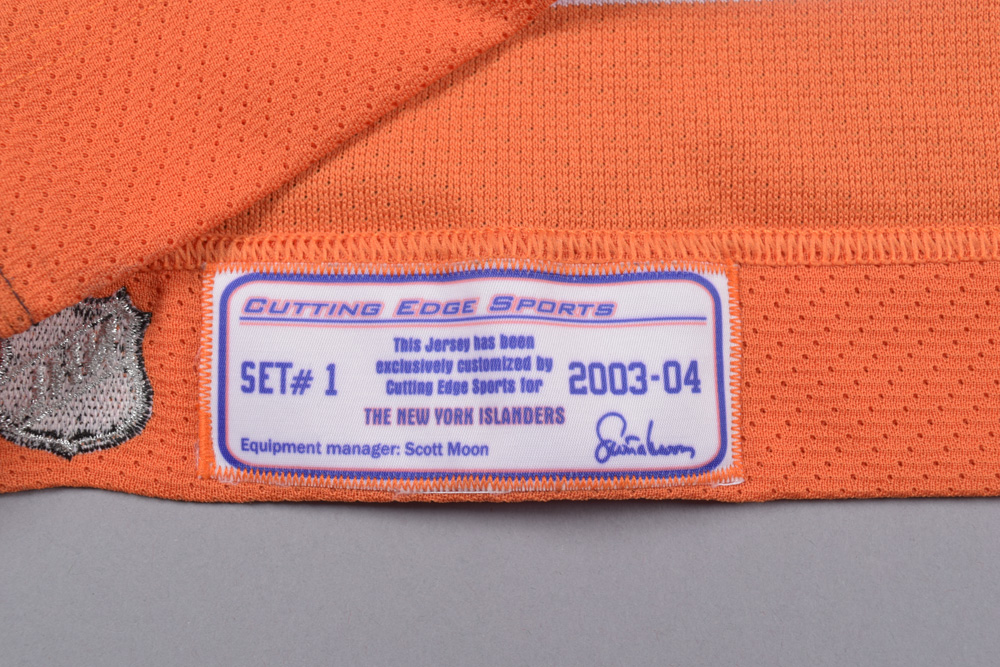 CUTTING EDGE SPORTS
This Jersey has been
exclusively customized by
Cutting Edge Sports for
SET# 1
2003-04
THE NEW YORK ISLANDERS
Equipment manager: Scott Moon